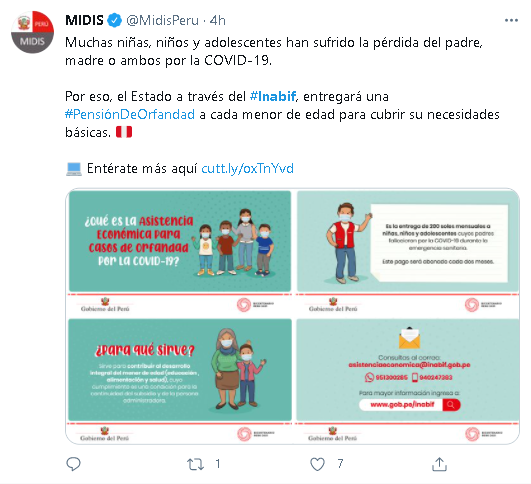 MIDIS @MidisPeru · 4h
PERÚ
MIDIS
Muchas niñas, niños y adolescentes han sufrido la pérdida del padre,
madre o ambos por la COVID-19.
Por eso, el Estado a través del #Inabif, entregará una
#PensiónDeOrfandad a cada menor de edad para cubrir su necesidades
básicas.
Entérate más aquí cutt.ly/oxTnYvd
¿QUÉ ES LA ASISTENCIA
ECONÓMICA PARA
CASOS DE ORFANDAD
POR LA COVID-19?
Gobierno del Perú
Es la entrega de 200 soles mensuales a
niñas, niños y adolescentes cuyos padres
fallecieron por la COVID-19 durante la
emergencia sanitaria.
Este pago será abonado cada dos meses.
Gobierno del Perú
¿PARA QUÉ SIRVE?
Sirve para contribuir al desarrollo
integral del menor de edad (educación,
alimentación y salud), cuyo
cumplimiento es una condición para la
continuidad del subsidio y de la persona
administradora.
Gobierno del Perú
Consultas al correo:
asistenciaeconomica@inabif.gob.pe
951200285 940247263
Para mayor información ingresa a:
www.gob.pe/inabif
Gobierno del Perú
1
7